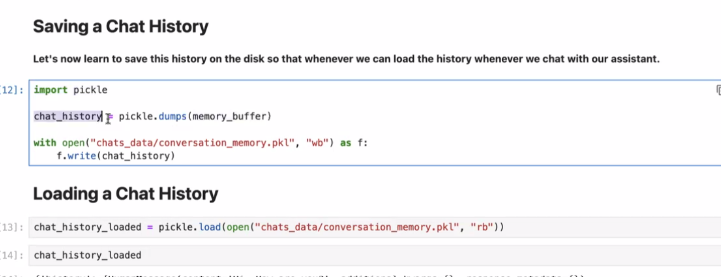 Saving a Chat History
Let's now learn to save this history on the disk so that whenever we can load the history whenever we chat with our assistant.
[12]: import pickle
chat_history = pickle.dumps(memory_buffer)
with open("chats_data/conversation_memory.pkl", "wb") as f:
f.write(chat_history)
Loading a Chat History
[13]: chat_history_loaded = pickle.load(open("chats_data/conversation_memory.pkl", "rb"))
[14]: chat_history_loaded